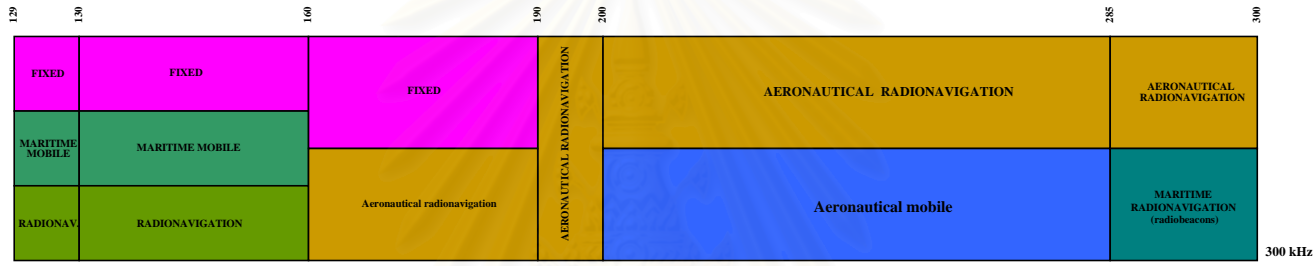 129
130
160
190
200
285
300
FIXED
FIXED
FIXED
AERONAUTICAL RADIONAVIGATION
AERONAUTICAL RADIONAVIGATION
AERONAUTICAL
RADIONAVIGATION
MARITIME
MOBILE
MARITIME MOBILE
RADIONAV.
RADIONAVIGATION
Aeronautical radionavigation
Aeronautical mobile
MARITIME
RADIONAVIGATION
(radiobeacons)
300 kHz